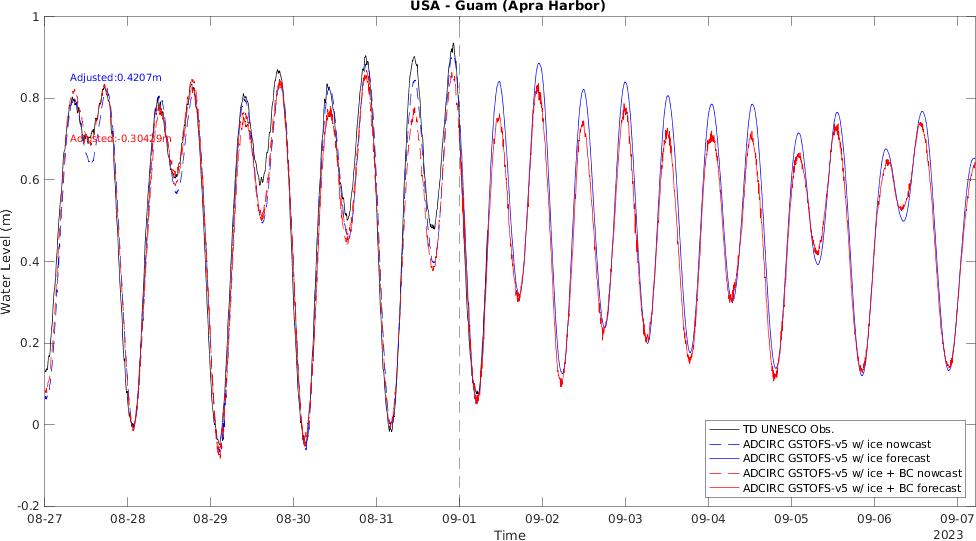 USA - Guam (Apra Harbor)
1
0.8
0.6
0.4
0.2
0
-0.2
Water Level (m)
Adjusted:0.4207m
Adjusted:-0.30429m
TD UNESCO Obs.
ADCIRC GSTOFS-v5 w/ ice nowcast
ADCIRC GSTOFS-v5 w/ ice forecast
ADCIRC GSTOFS-v5 w/ ice + BC nowcast
ADCIRC GSTOFS-v5 w/ ice + BC forecast
08-27 08-28 08-29 08-30 08-31 09-01 09-02 09-03 09-04 09-05 09-06 09-07
Time
2023